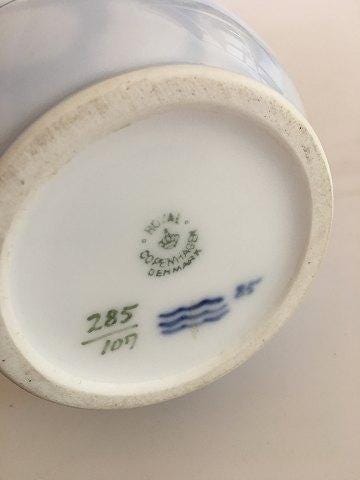 ROYAL
COPENHAGEN
DENMARK
285
107
85